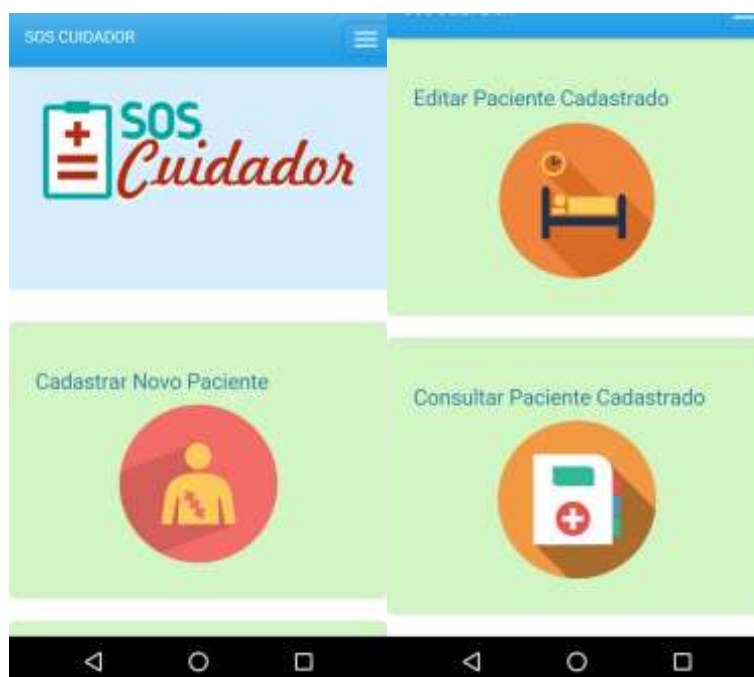 SOS CUIDADOR
SOS
Cuidador
Cadastrar Novo Paciente
Editar Paciente Cadastrado
Consultar Paciente Cadastrado